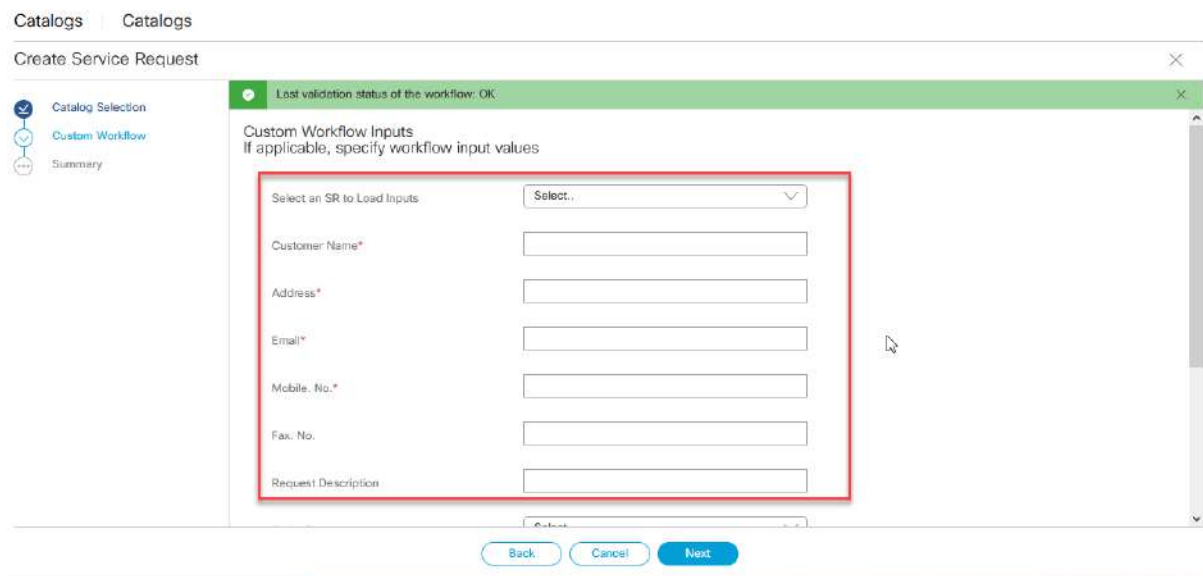 Catalogs Catalogs
Create Service Request
Catalog Selection
Custom Workflow
Summary
Last validation status of the workflow: OK
Custom Workflow Inputs
If applicable, specify workflow input values
Select an SR to Load Inputs Select..
Customer Name*
Address*
Email*
Mobile. No.*
Fax. No.
Request Description
Back Cancel Next